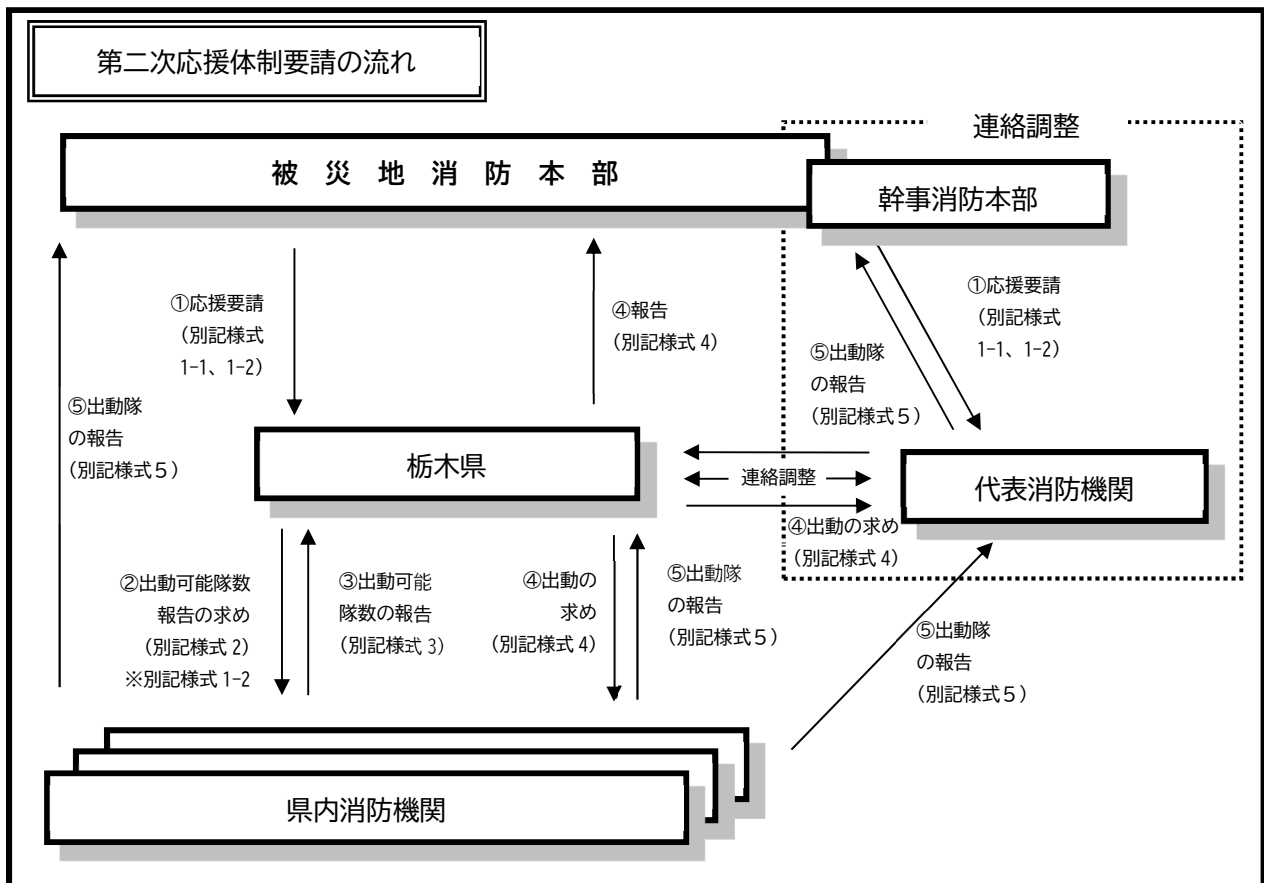 第二次応援体制要請の流れ
連絡調整
被災地消防本部
幹事消防本部
①応援要請
（別記様式
1-1、1-2）
④報告
（別記様式 4）
①応援要請
（別記様式
1-1、1-2）
⑤出動隊
の報告
（別記様式５）
⑤出動隊
の報告
（別記様式５）
栃木県
連絡調整
代表消防機関
④出動の求め
（別記様式 4）
②出動可能隊数
報告の求め
（別記様式 2）
※別記様式 1-2
③出動可能
隊数の報告
（別記様式 3）
④出動の
求め
（別記様式 4）
⑤出動隊
の報告
（別記様式５）
⑤出動隊
の報告
（別記様式５）
県内消防機関